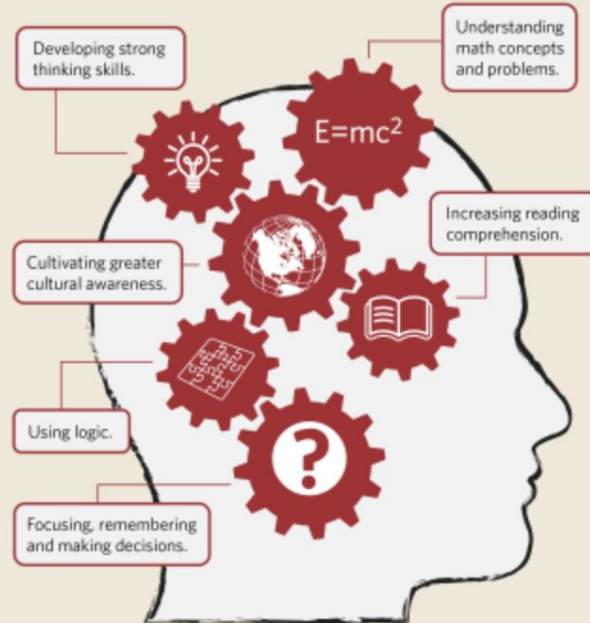 Developing strong
thinking skills.
Understanding
math concepts
and problems.
E=mc²
Increasing reading
comprehension.
Cultivating greater
cultural awareness.
Using logic.
?
Focusing, remembering
and making decisions.